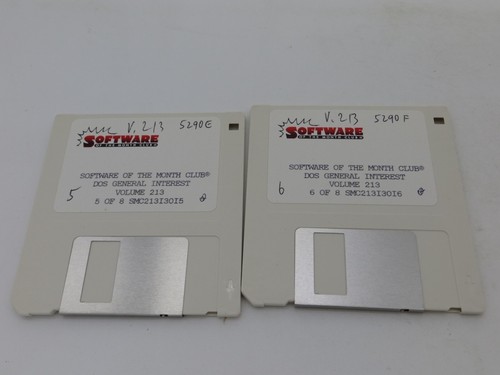 V. 213 5290E
SOFTWARE
OF THE MONTH CLUB®
SOFTWARE OF THE MONTH CLUB®
DOS GENERAL INTEREST
VOLUME 213
5 5 OF 8 SMC213I30I5
V. 213 5290F
SOFTWARE
OF THE MONTH CLUB®
SOFTWARE OF THE MONTH CLUB®
DOS GENERAL INTEREST
VOLUME 213
6 6 OF 8 SMC213I30I6